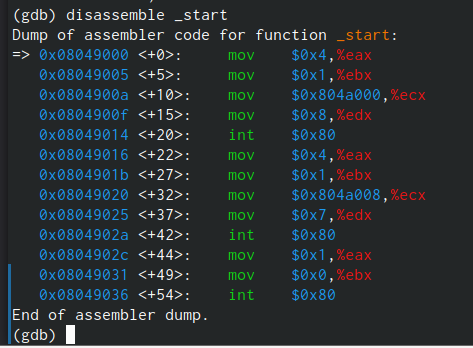 (gdb) disassemble _start
Dump of assembler code for function _start:
=> 0x08049000 <+0>:     mov    $0x4,%eax
   0x08049005 <+5>:     mov    $0x1,%ebx
   0x0804900a <+10>:    mov    $0x804a000,%ecx
   0x0804900f <+15>:    mov    $0x8,%edx
   0x08049014 <+20>:    int    $0x80
   0x08049016 <+22>:    mov    $0x4,%eax
   0x0804901b <+27>:    mov    $0x1,%ebx
   0x08049020 <+32>:    mov    $0x804a008,%ecx
   0x08049025 <+37>:    mov    $0x7,%edx
   0x0804902a <+42>:    int    $0x80
   0x0804902c <+44>:    mov    $0x1,%eax
   0x08049031 <+49>:    mov    $0x0,%ebx
   0x08049036 <+54>:    int    $0x80
End of assembler dump.
(gdb)